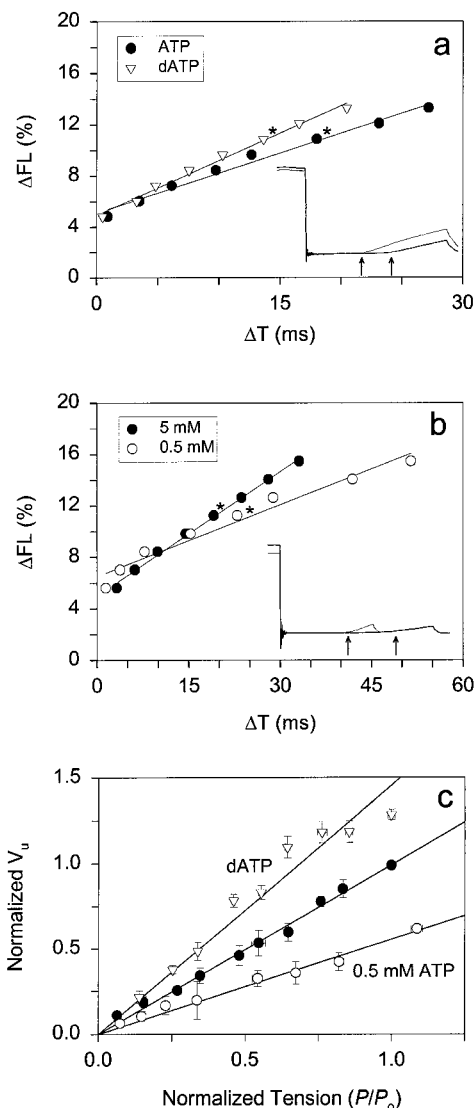 a
ATP
dATP
20
16
12
8
4
0
ΔFL (%)
*
*
0
15
30
ΔT (ms)
b
5 mM
0.5 mM
20
16
12
8
4
0
ΔFL (%)
*
*
0
15
30
45
60
ΔT (ms)
c
1.5
1.0
0.5
0.0
Normalized Vu
dATP
0.5 mM ATP
0.0
0.5
1.0
Normalized Tension (P/Po)